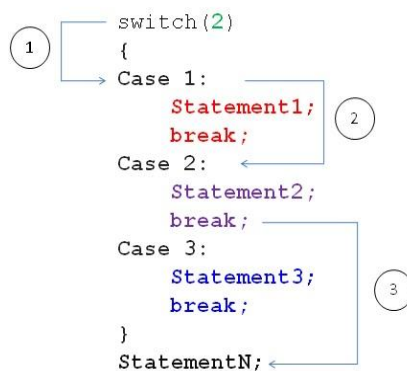 switch(2)
1
{
Case 1:
Statement1;
2
break;
Case 2:
Statement2;
break;
Case 3:
Statement3;
3
break;
}
StatementN;